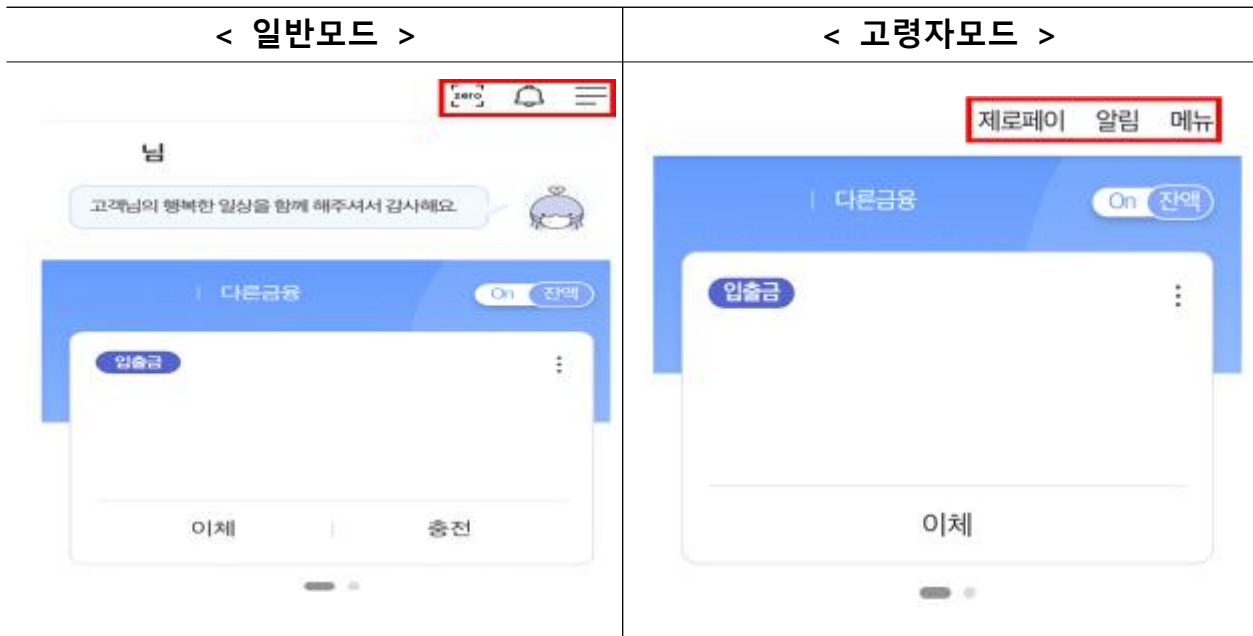 < 일반모드 >
zero
님
고객님의 행복한 일상을 함께 해주셔서 감사해요.
다른금융
On 잔액
입출금
이체
충전
< 고령자모드 >
제로페이 알림 메뉴
다른금융
On 잔액
입출금
이체